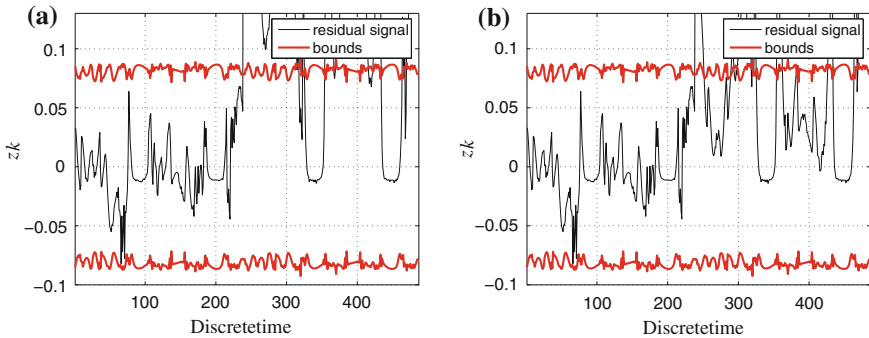 (a)
residual signal
bounds
0.1
0.05
0
−0.05
−0.1
zk
100
200
300
400
Discretetime
(b)
residual signal
bounds
0.1
0.05
0
−0.05
−0.1
zk
100
200
300
400
Discretetime